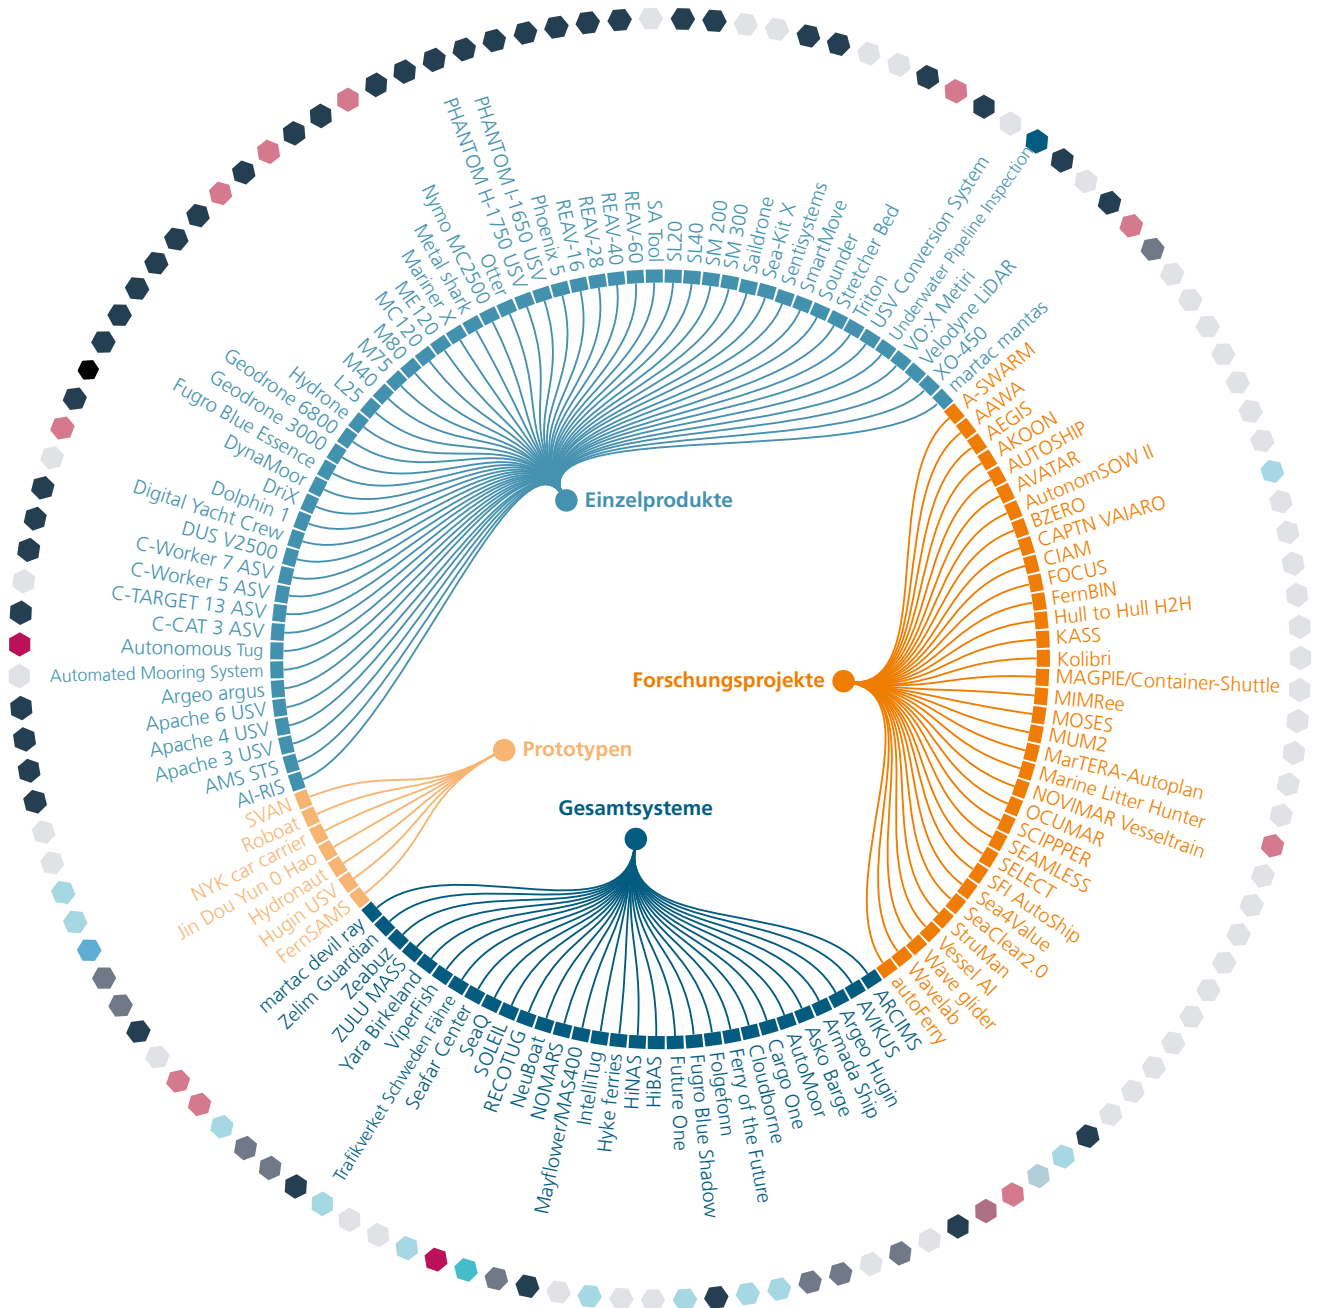 PHANTOM H-1750 USV
PHANTOM I-1650 USV
Phoenix 5
REAV-16
REAV-28
REAV-40
REAV-60
SA Tool
SL20
SL40
SM 200
SM 300
Saildrone
Sea-Kit X
Sentisystems
SmartMove
Sounder
Stretcher Bed
Triton
USV Conversion System
Underwater Pipeline Inspection
VO:X Metiri
Velodyne LiDAR
XO-450
martac mantas
A-SWARM
AAWA
AEGIS
AKOON
AUTOSHIP
AVATAR
AutonomSOW II
BZERO
CAPTN VAIARO
CIAM
FOCUS
FernBIN
Hull to Hull H2H
KASS
Kolibri
MAGPIE/Container-Shuttle
MIMRee
MOSES
MUM2
MarTERA-Autoplan
Marine Litter Hunter
NOVIMAR Vesseltrain
OCUMAR
SCIPPPER
SEAMLESS
SELECT
SFI AutoShip
Sea4Value
SeaClear2.0
StruMan
Vessel AI
Wave glider
Wavelab
autoFerry
ARCIMS
AVIKUS
Argeo Hugin
Armada Ship
Asko Barge
AutoMoor
Cargo One
Cloudborne
Ferry of the Future
Folgefonn
Fugro Blue Shadow
Future One
HiBAS
HiNAS
Hyke ferries
IntelliTug
Mayflower/MAS400
NOMARS
NeuBoat
RECOTUG
SOLEIL
SeaQ
Seafar Center
Trafikverket Schweden Fähre
ViperFish
Yara Birkeland
ZULU MASS
Zeabuz
Zelim Guardian
martac devil ray
FernSAMS
Hugin USV
Hydronaut
Jin Dou Yun 0 Hao
NYK car carrier
Roboat
SVAN
AI-RIS
AMS STS
Apache 3 USV
Apache 4 USV
Apache 6 USV
Argeo argus
Automated Mooring System
Autonomous Tug
C-CAT 3 ASV
C-TARGET 13 ASV
C-Worker 5 ASV
C-Worker 7 ASV
DUS V2500
Digital Yacht Crew
Dolphin 1
DriX
DynaMoor
Fugro Blue Essence
Geodrone 3000
Geodrone 6800
Hydrone
L25
M40
M75
M80
MC120
ME120
Mariner X
Metal shark
Nymo MC2500
Otter
Einzelprodukte
Forschungsprojekte
Prototypen
Gesamtsysteme